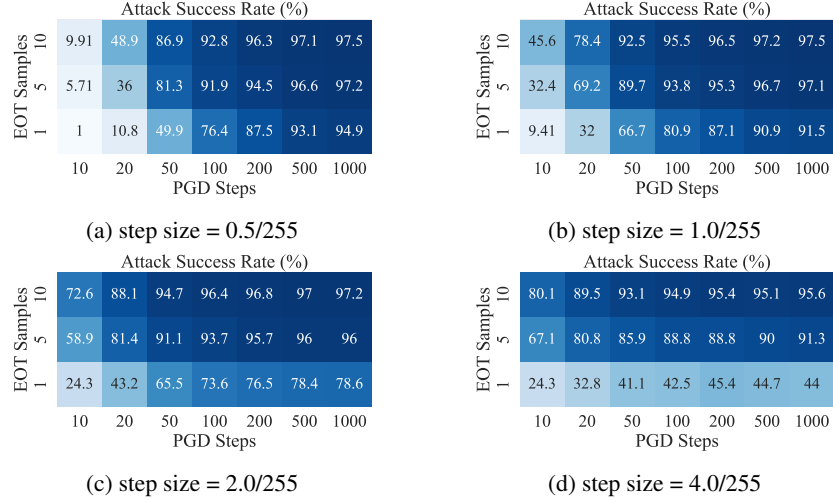 Attack Success Rate (%)
EOT Samples
10 9.91 48.9 86.9 92.8 96.3 97.1 97.5
5 5.71 36 81.3 91.9 94.5 96.6 97.2
1 1 10.8 49.9 76.4 87.5 93.1 94.9
10 20 50 100 200 500 1000
PGD Steps
(a) step size = 0.5/255
Attack Success Rate (%)
EOT Samples
10 45.6 78.4 92.5 95.5 96.5 97.2 97.5
5 32.4 69.2 89.7 93.8 95.3 96.7 97.1
1 9.41 32 66.7 80.9 87.1 90.9 91.5
10 20 50 100 200 500 1000
PGD Steps
(b) step size = 1.0/255
Attack Success Rate (%)
EOT Samples
10 72.6 88.1 94.7 96.4 96.8 97 97.2
5 58.9 81.4 91.1 93.7 95.7 96 96
1 24.3 43.2 65.5 73.6 76.5 78.4 78.6
10 20 50 100 200 500 1000
PGD Steps
(c) step size = 2.0/255
Attack Success Rate (%)
EOT Samples
10 80.1 89.5 93.1 94.9 95.4 95.1 95.6
5 67.1 80.8 85.9 88.8 88.8 90 91.3
1 24.3 32.8 41.1 42.5 45.4 44.7 44
10 20 50 100 200 500 1000
PGD Steps
(d) step size = 4.0/255